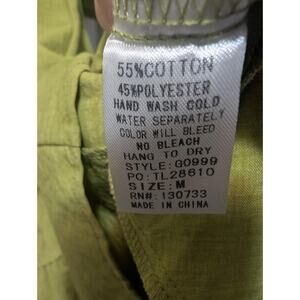 55%COTTON
45%POLYESTER
HAND WASH COLD
WATER SEPARATELY
COLOR WILL BLEED
NO BLEACH
HANG TO DRY
STYLE: G0999
PO: TL28610
SIZE: M
RN#: 130733
MADE IN CHINA